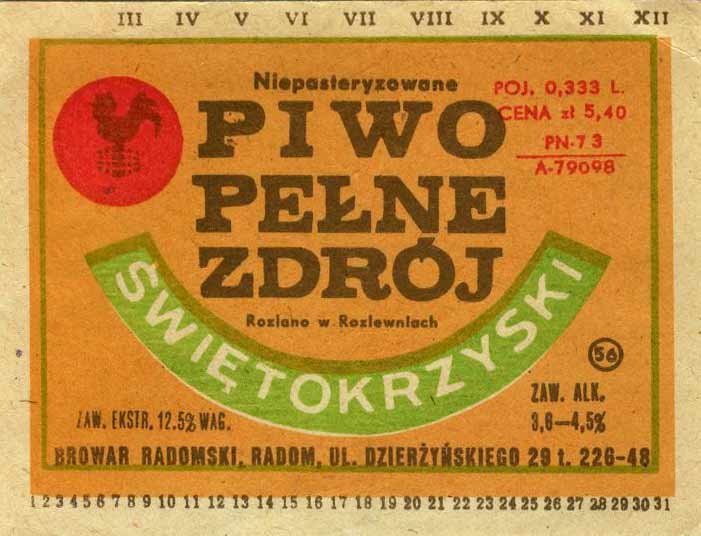 III IV V VI VII VIII IX X XI XII
Niepasteryzowane
PIWO
PEŁNE
ZDRÓJ
POJ. 0,333 L.
CENA zł 5,40
PN-73
A-79098
Rozlano w Rozlewniach
ŚWIĘTOKRZYSKI
56
ZAW. EKSTR. 12.5% WAG.
ZAW. ALK.
3,6—4,5%
BROWAR RADOMSKI, RADOM, UL. DZIERŻYŃSKIEGO 29 t. 226-48
1 2 3 4 5 6 7 8 9 10 11 12 13 14 15 16 17 18 19 20 21 22 23 24 25 26 27 28 29 30 31